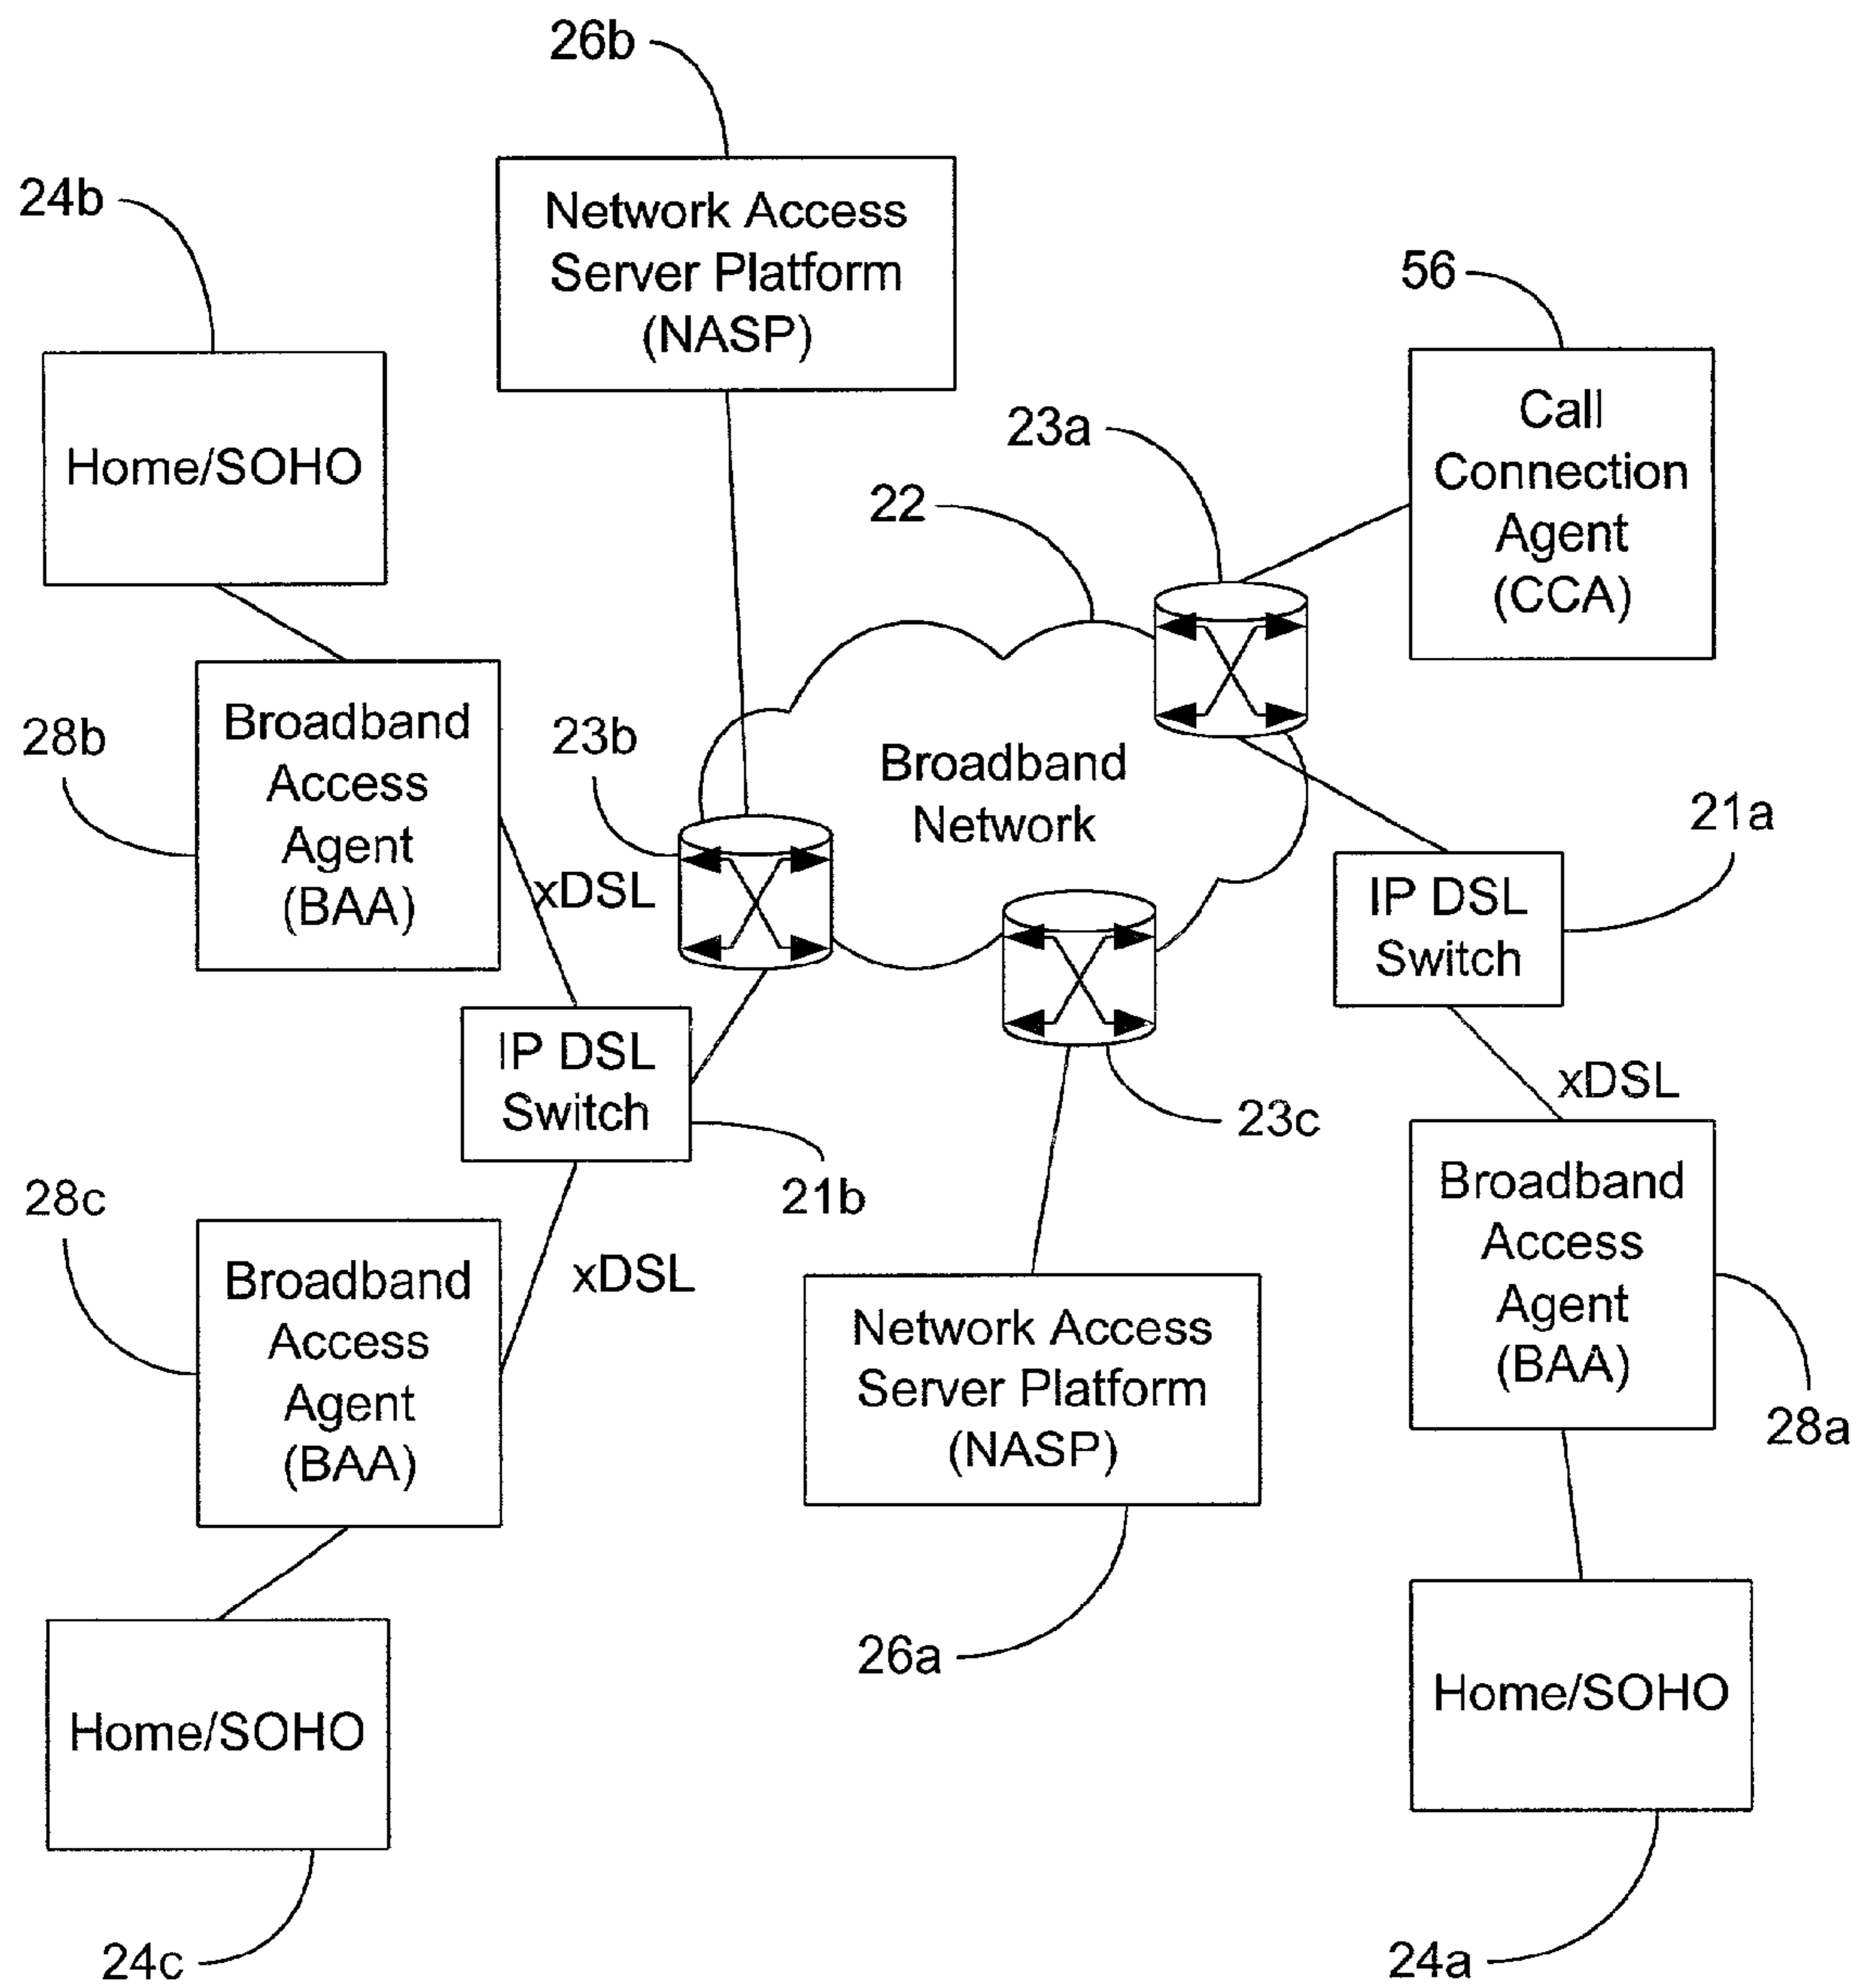 26b
24b
Network Access
Server Platform
(NASP)
56
Home/SOHO
Call
Connection
Agent
(CCA)
23a
22
Broadband
Access
Agent
(BAA)
28b
23b
Broadband
Network
xDSL
21a
IP DSL
Switch
IP DSL
Switch
xDSL
23c
21b
28c
Broadband
Access
Agent
(BAA)
xDSL
Broadband
Access
Agent
(BAA)
Network Access
Server Platform
(NASP)
28a
26a
Home/SOHO
Home/SOHO
24c
24a